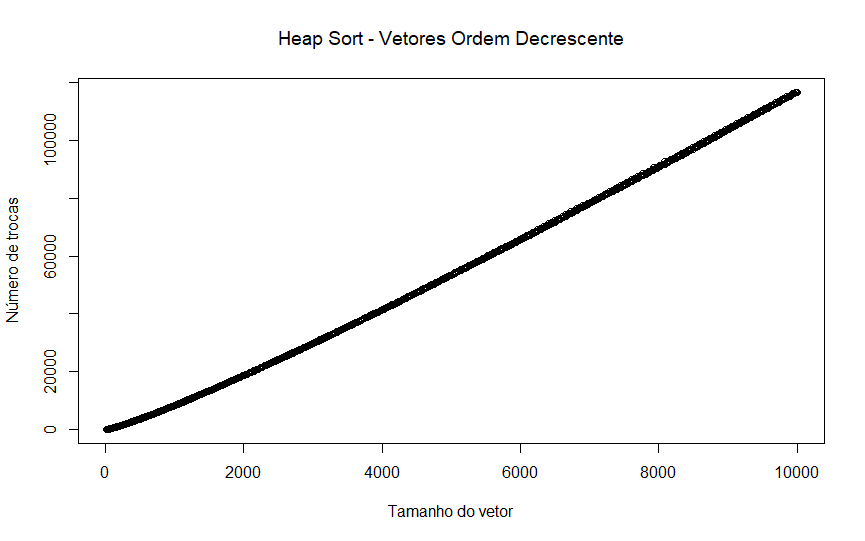 Heap Sort - Vetores Ordem Decrescente
Número de trocas
100000
60000
20000
0
0 2000 4000 6000 8000 10000
Tamanho do vetor